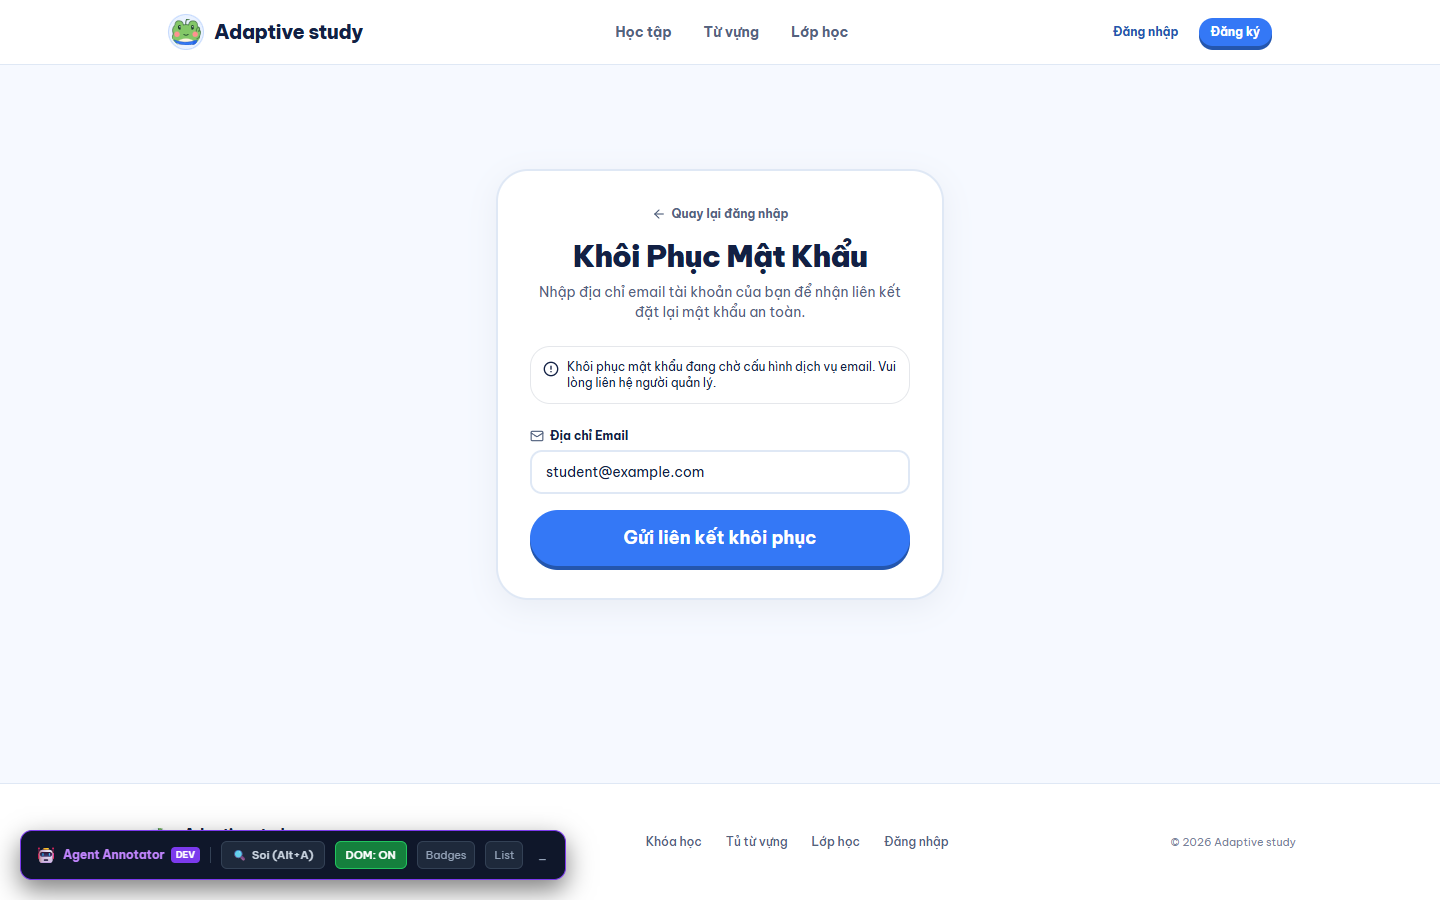 Adaptive study
Học tập
Từ vựng
Lớp học
Đăng nhập
Đăng ký
Quay lại đăng nhập
Khôi Phục Mật Khẩu
Nhập địa chỉ email tài khoản của bạn để nhận liên kết
đặt lại mật khẩu an toàn.
Khôi phục mật khẩu đang chờ cấu hình dịch vụ email. Vui
lòng liên hệ người quản lý.
Địa chỉ Email
student@example.com
Gửi liên kết khôi phục
Khóa học
Tủ từ vựng
Lớp học
Đăng nhập
© 2026 Adaptive study
Agent Annotator
DEV
Soi (Alt+A)
DOM: ON
Badges
List
_